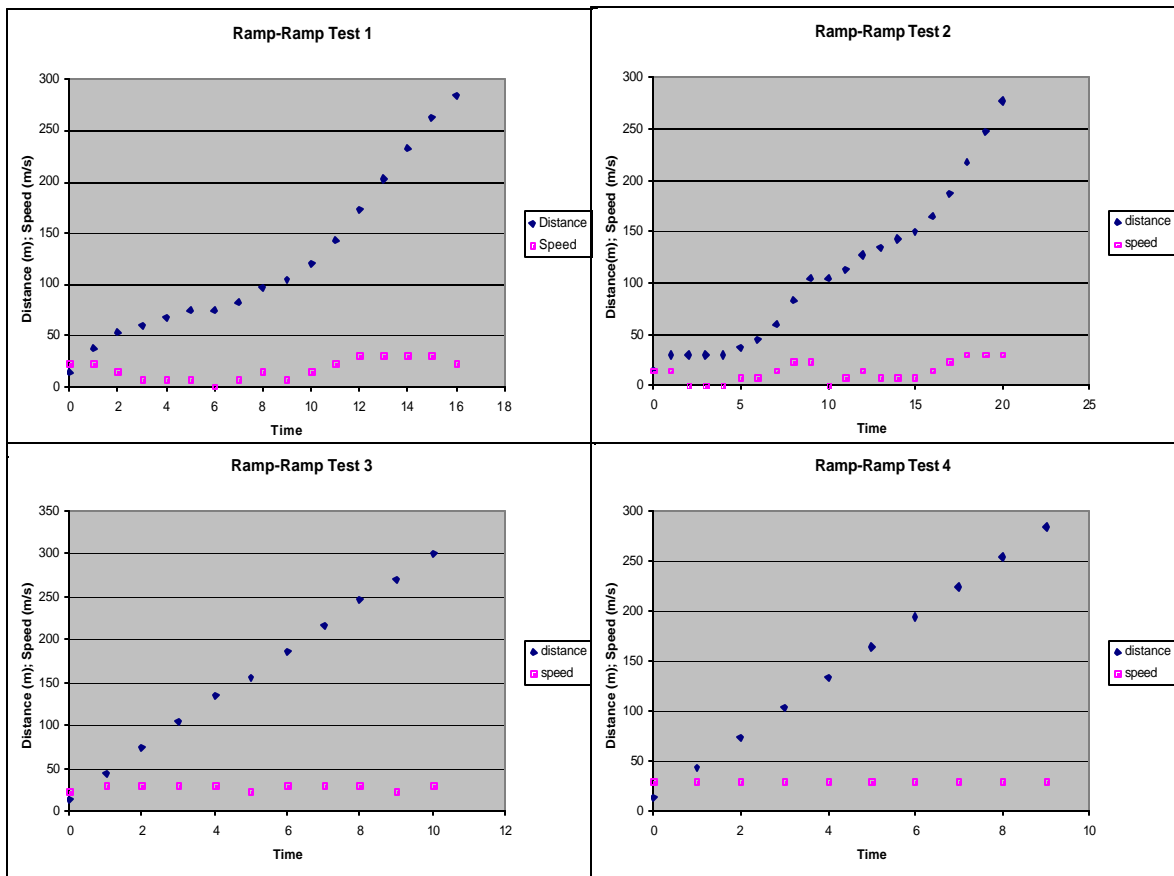 Ramp-Ramp Test 1
Distance (m); Speed (m/s)
300
250
200
150
100
50
0
0 2 4 6 8 10 12 14 16 18
Time
Distance
Speed
Ramp-Ramp Test 2
Distance(m); Speed (m/s)
300
250
200
150
100
50
0
0 5 10 15 20 25
Time
distance
speed
Ramp-Ramp Test 3
Distance (m); Speed (m/s)
350
300
250
200
150
100
50
0
0 2 4 6 8 10 12
Time
distance
speed
Ramp-Ramp Test 4
Distance (m); Speed (m/s)
300
250
200
150
100
50
0
0 2 4 6 8 10
Time
distance
speed